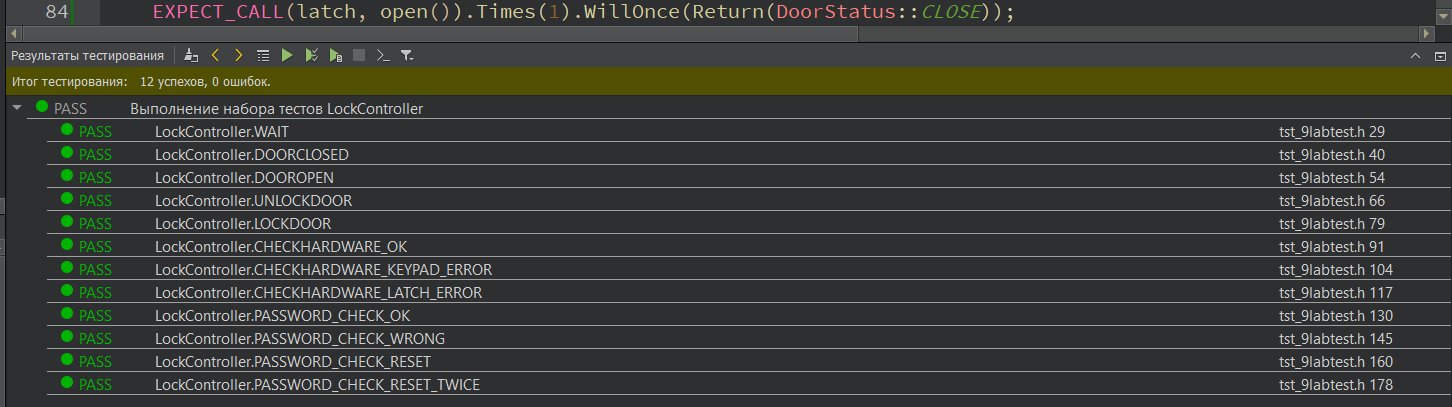 84 EXPECT_CALL(latch, open()).Times(1).WillOnce(Return(DoorStatus::CLOSE));
Результаты тестирования
Итог тестирования: 12 успехов, 0 ошибок.
PASS Выполнение набора тестов LockController
PASS LockController.WAIT tst_9labtest.h 29
PASS LockController.DOORCLOSED tst_9labtest.h 40
PASS LockController.DOOROPEN tst_9labtest.h 54
PASS LockController.UNLOCKDOOR tst_9labtest.h 66
PASS LockController.LOCKDOOR tst_9labtest.h 79
PASS LockController.CHECKHARDWARE_OK tst_9labtest.h 91
PASS LockController.CHECKHARDWARE_KEYPAD_ERROR tst_9labtest.h 104
PASS LockController.CHECKHARDWARE_LATCH_ERROR tst_9labtest.h 117
PASS LockController.PASSWORD_CHECK_OK tst_9labtest.h 130
PASS LockController.PASSWORD_CHECK_WRONG tst_9labtest.h 145
PASS LockController.PASSWORD_CHECK_RESET tst_9labtest.h 160
PASS LockController.PASSWORD_CHECK_RESET_TWICE tst_9labtest.h 178